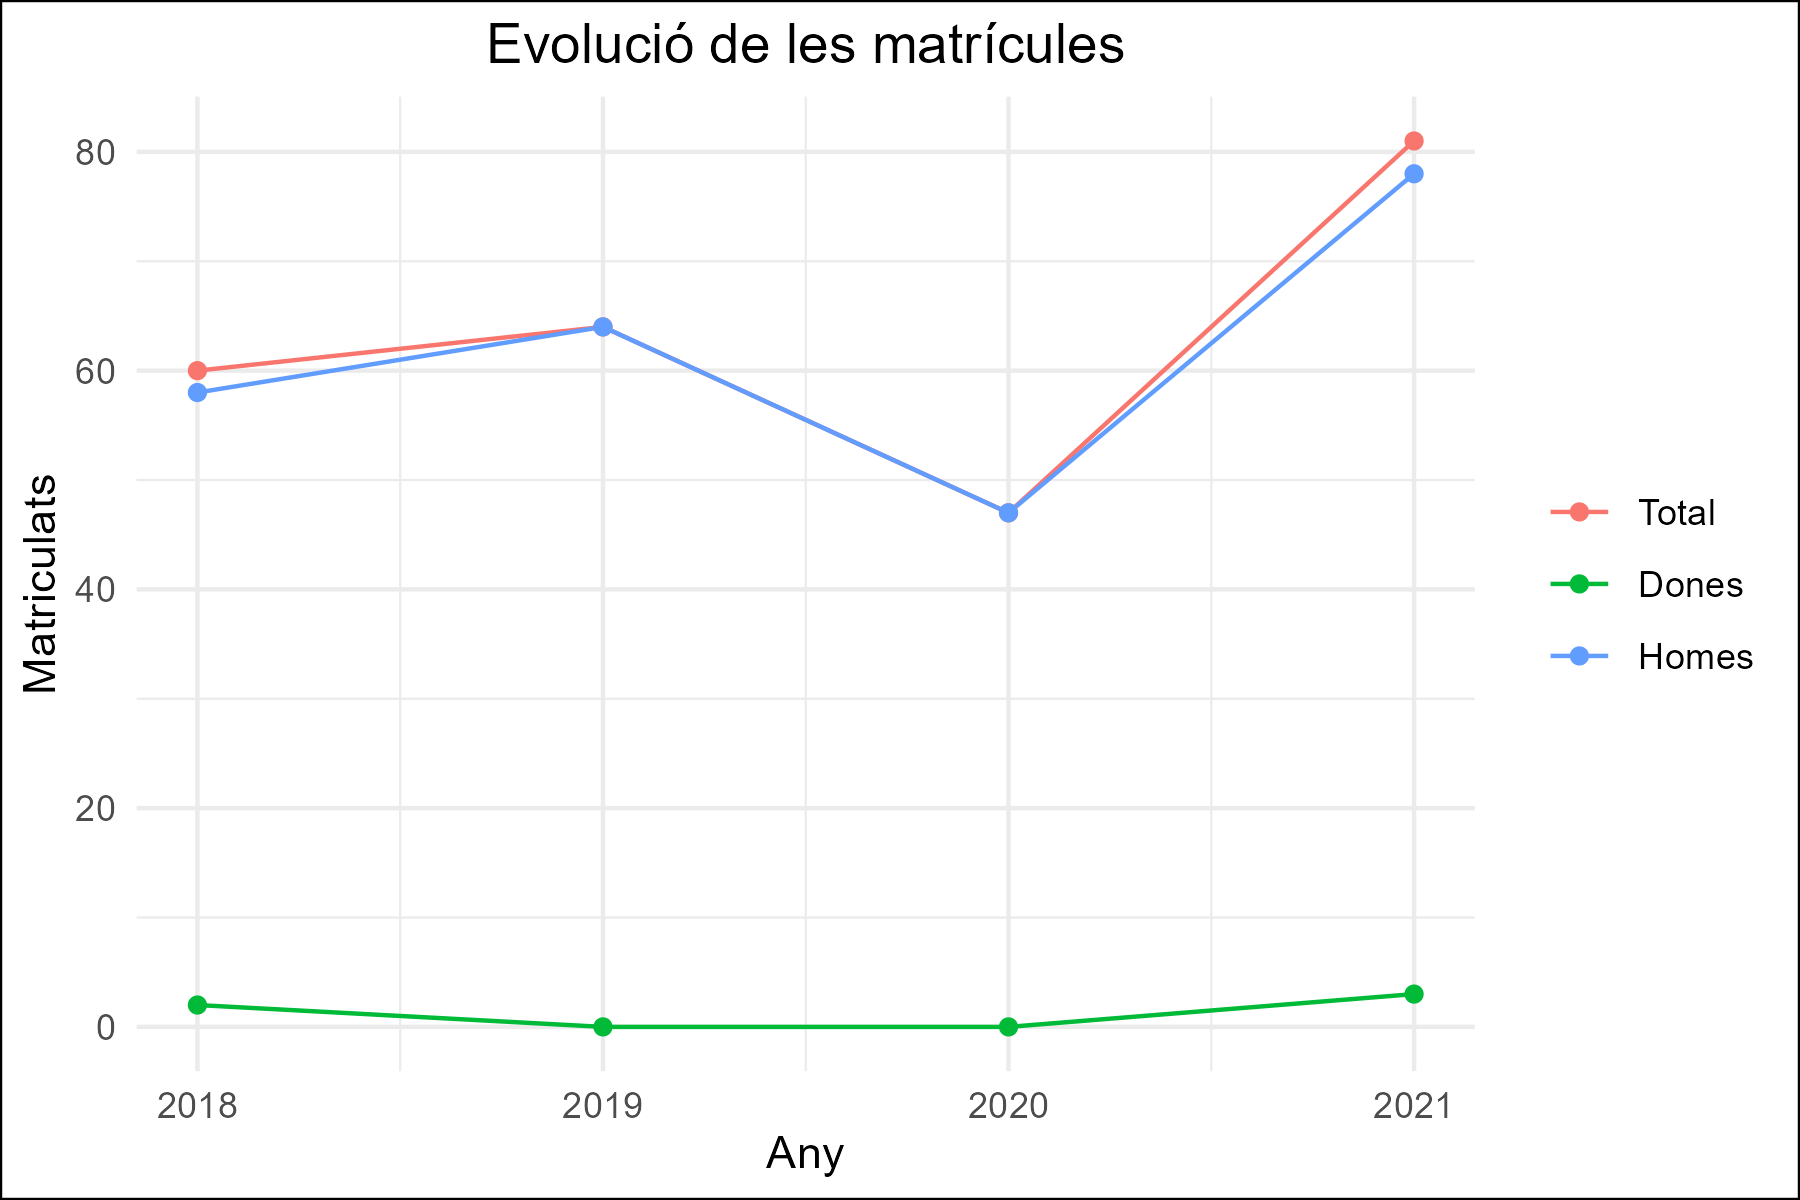 Evolució de les matrícules
Matriculats
80
60
40
20
0
2018
2019
2020
2021
Any
Total
Dones
Homes